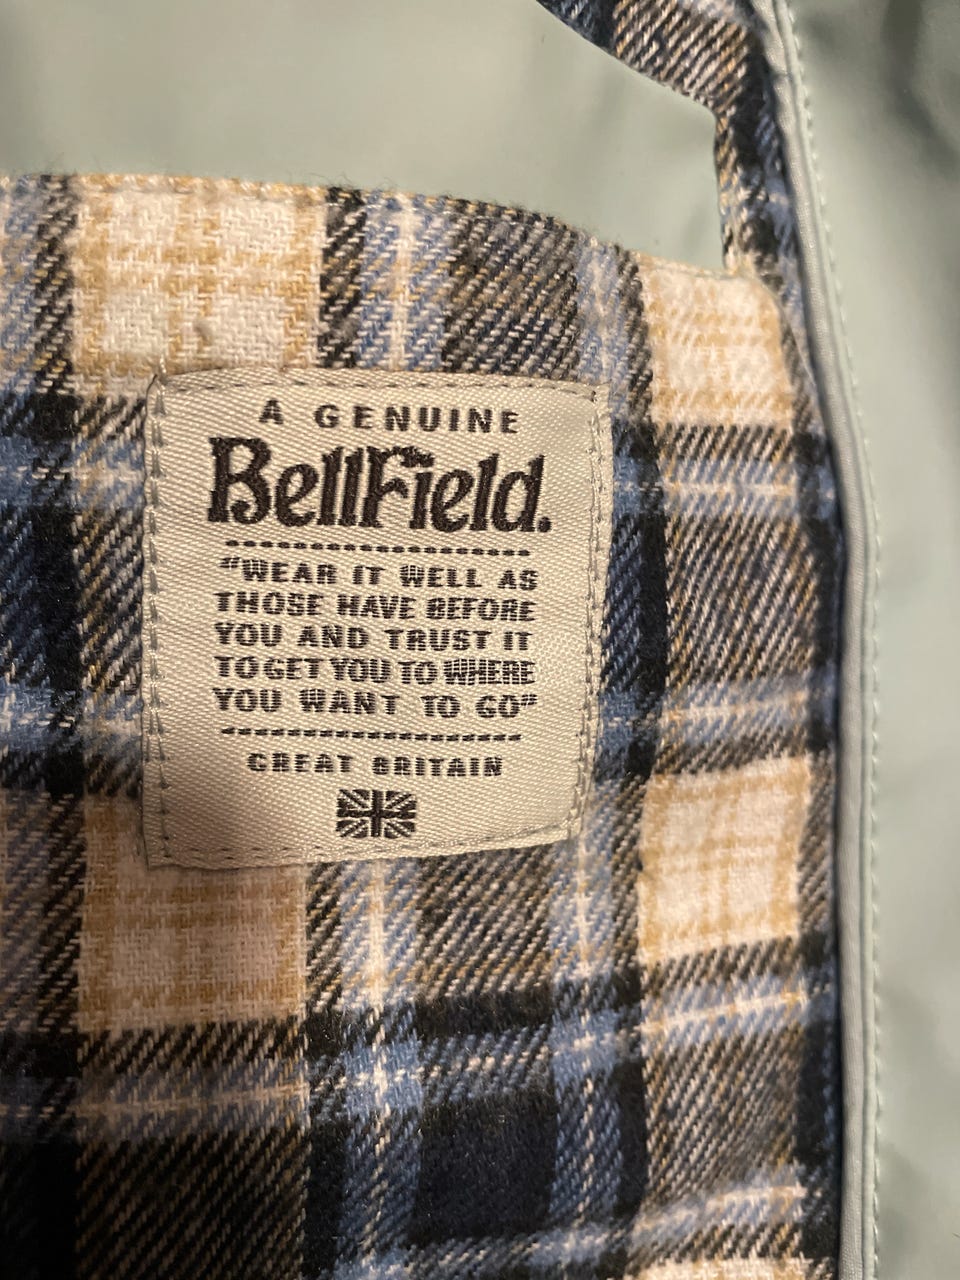 A GENUINE
BellField.
"WEAR IT WELL AS
THOSE HAVE BEFORE
YOU AND TRUST IT
TO GET YOU TO WHERE
YOU WANT TO GO"
GREAT BRITAIN